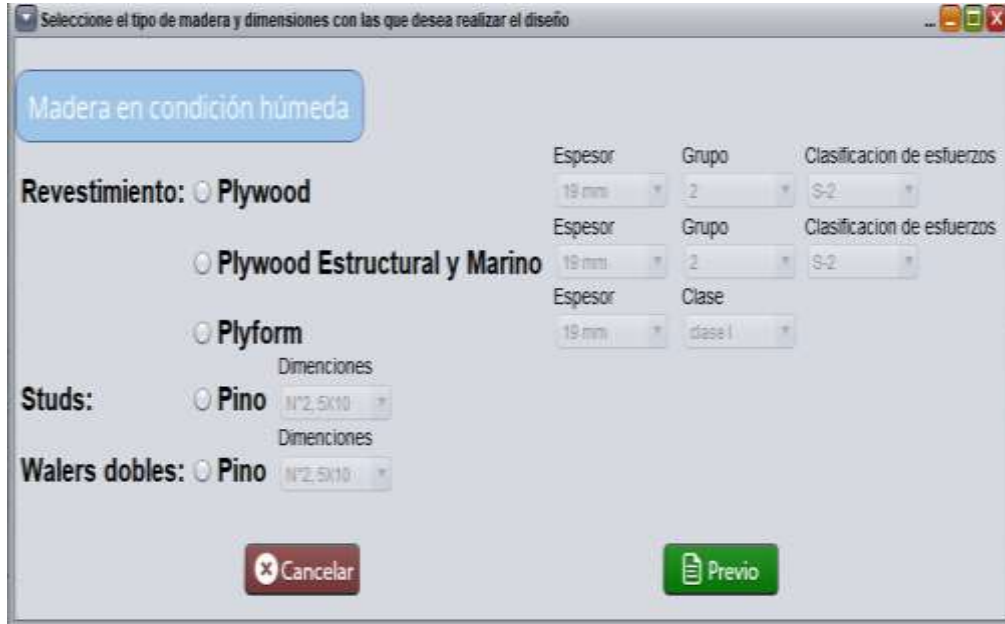 Seleccione el tipo de madera y dimensiones con las que desea realizar el diseño ...
Madera en condición húmeda
Espesor Grupo Clasificacion de esfuerzos
Revestimiento: Plywood 19 mm 2 S-2
Espesor Grupo Clasificacion de esfuerzos
Plywood Estructural y Marino 19 mm 2 S-2
Espesor Clase
Plyform 19 mm clase I
Dimenciones
Studs: Pino N°2, 5X10
Dimenciones
Walers dobles: Pino N°2, 5X10
Cancelar Previo